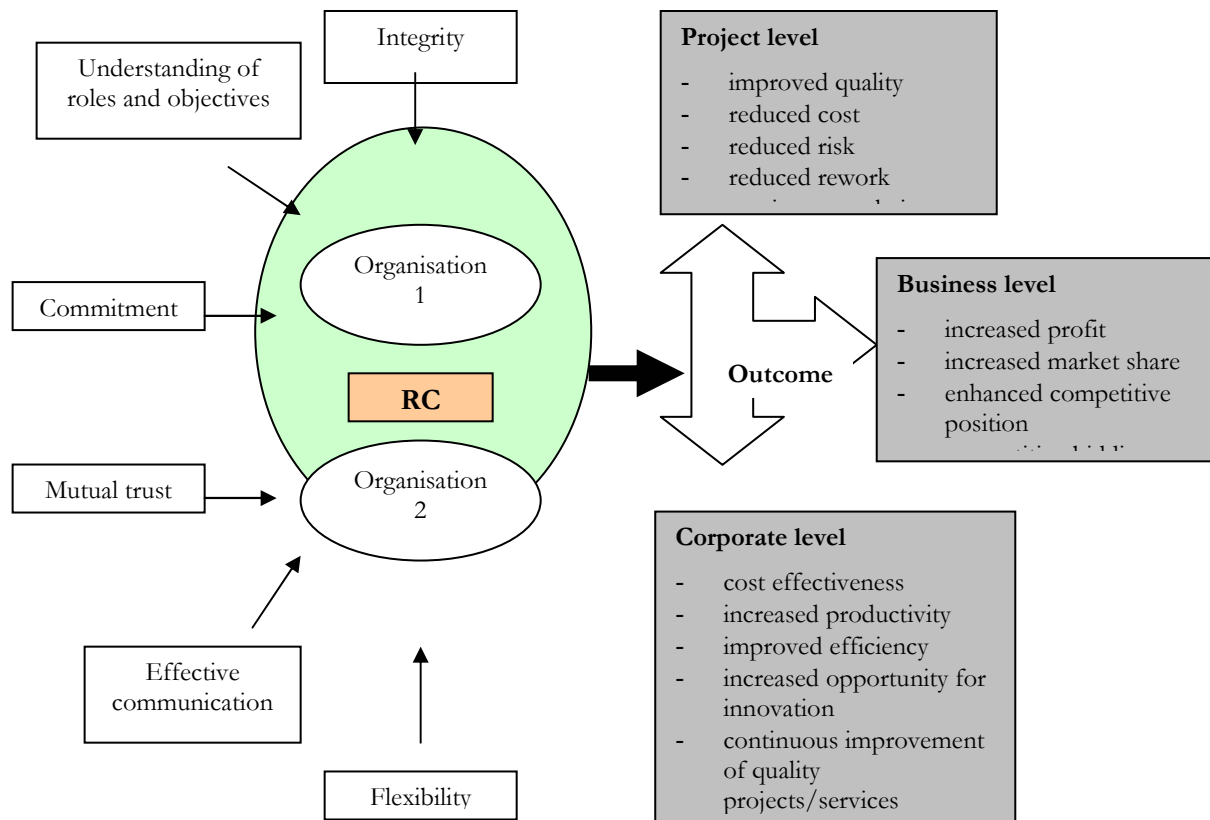 Integrity
Understanding of
roles and objectives
Commitment
Mutual trust
Effective
communication
Flexibility
Organisation
1
RC
Organisation
2
Outcome
Project level
- improved quality
- reduced cost
- reduced risk
- reduced rework
Business level
- increased profit
- increased market share
- enhanced competitive
position
Corporate level
- cost effectiveness
- increased productivity
- improved efficiency
- increased opportunity for
innovation
- continuous improvement
of quality
projects/services